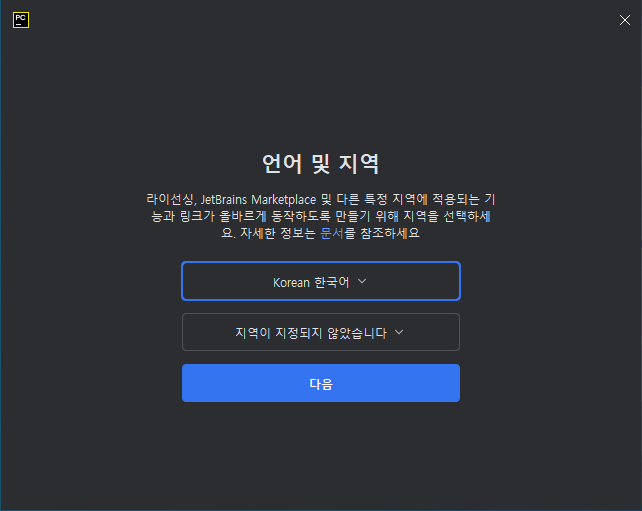 PC
언어 및 지역
라이선싱, JetBrains Marketplace 및 다른 특정 지역에 적용되는 기
능과 링크가 올바르게 동작하도록 만들기 위해 지역을 선택하세
요. 자세한 정보는 문서를 참조하세요
Korean 한국어
지역이 지정되지 않았습니다
다음